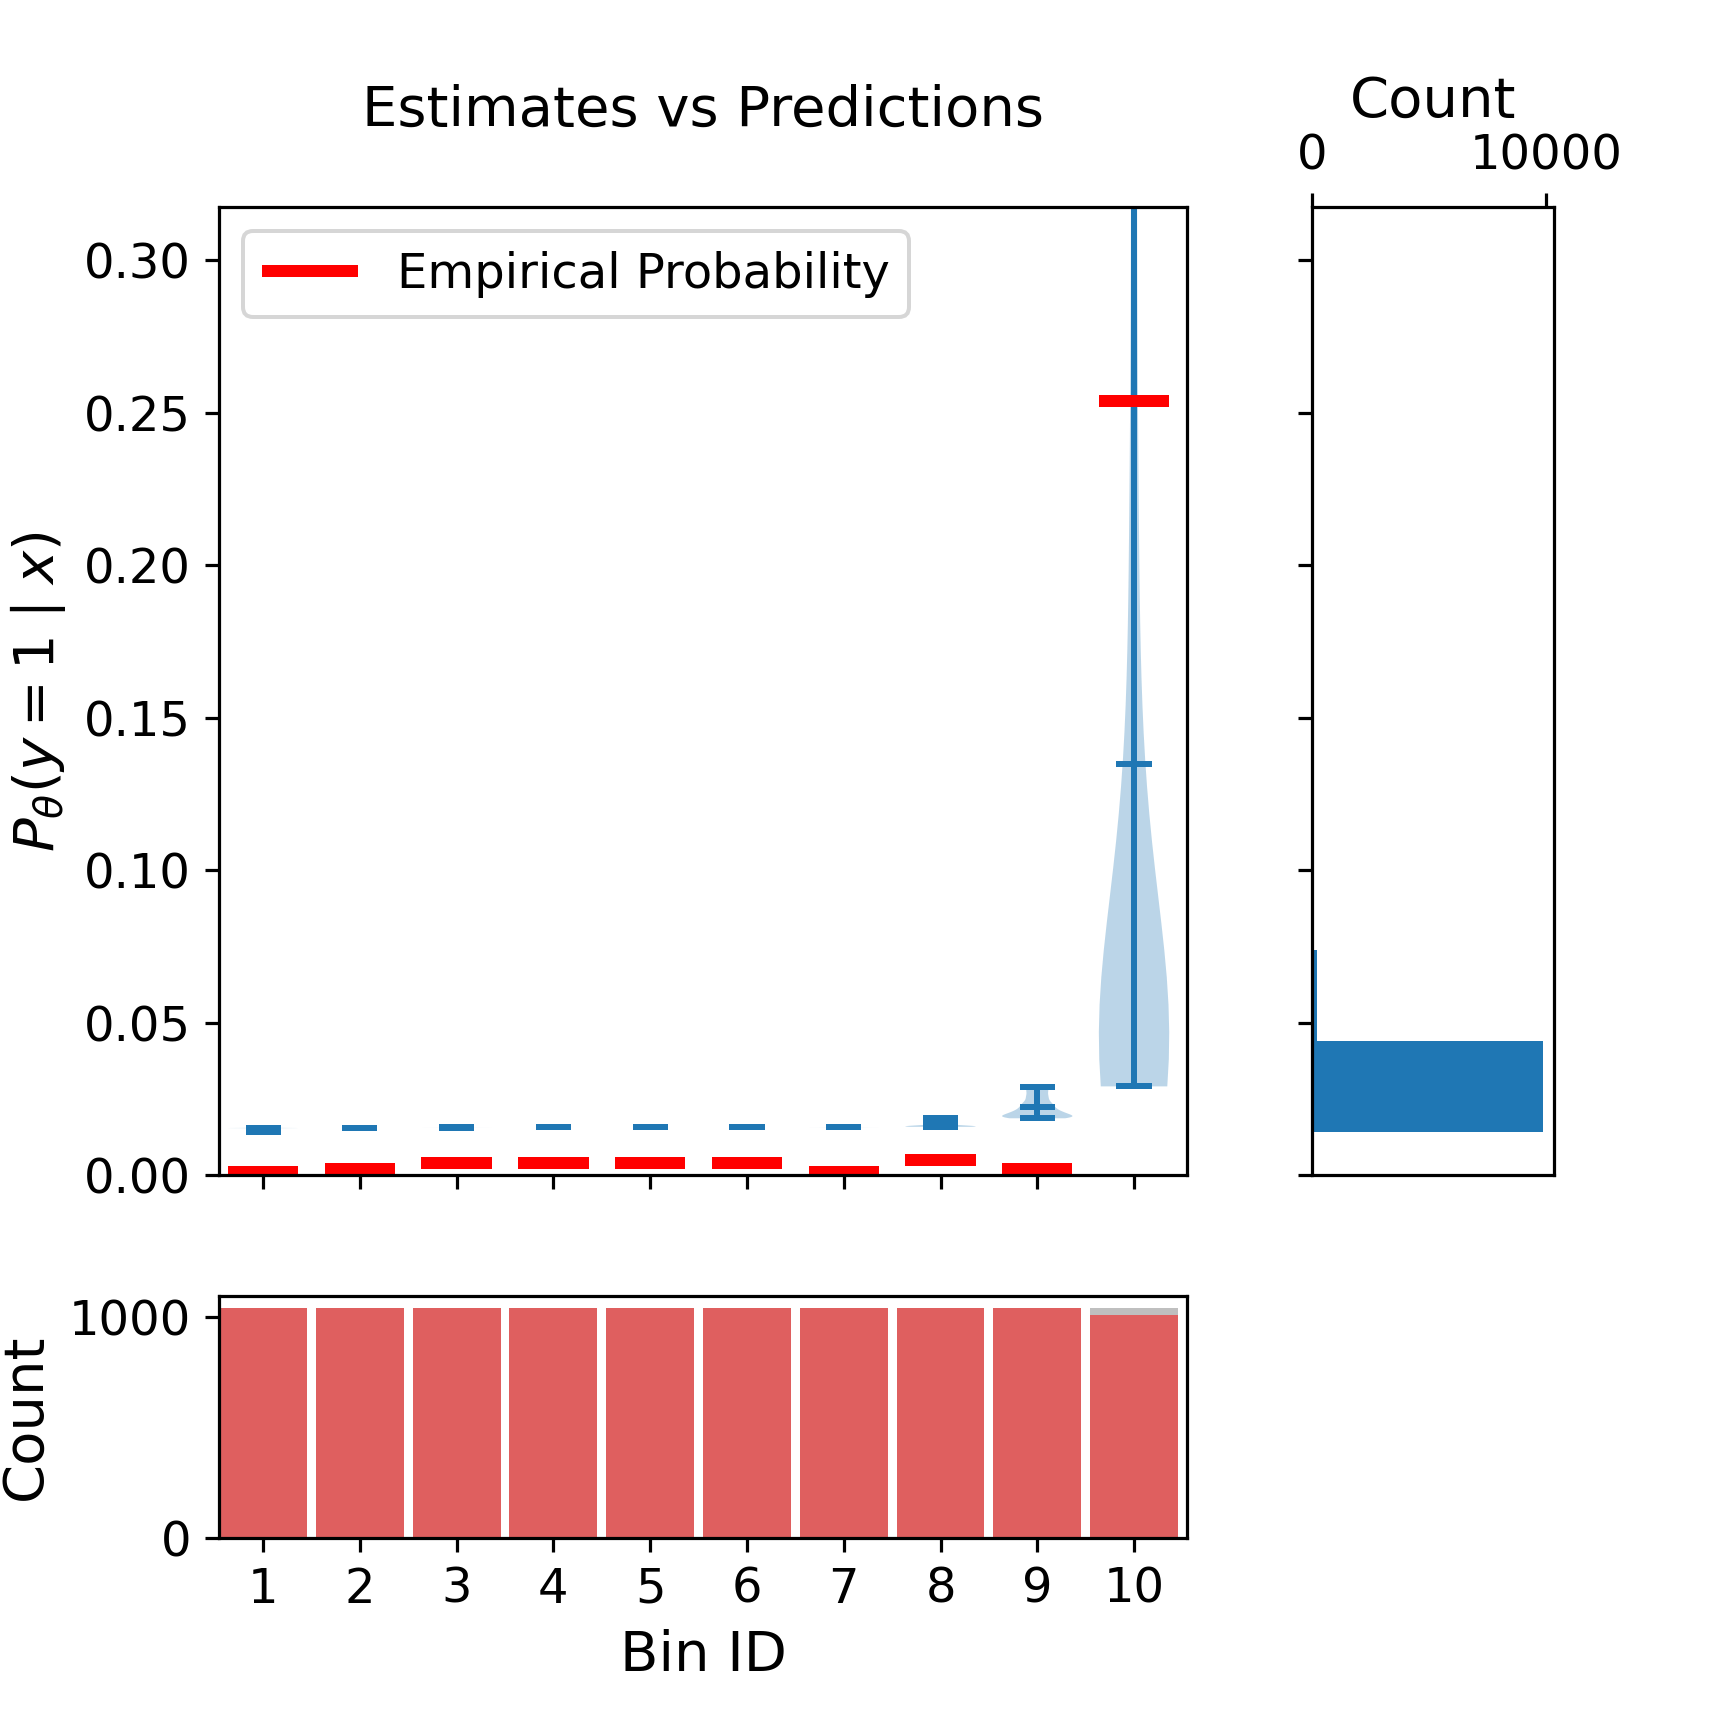 Estimates vs Predictions
Count
0 10000
Empirical Probability
0.30
0.25
0.20
0.15
0.10
0.05
0.00
P_θ(y = 1 | x)
1000
0
Count
1 2 3 4 5 6 7 8 9 10
Bin ID